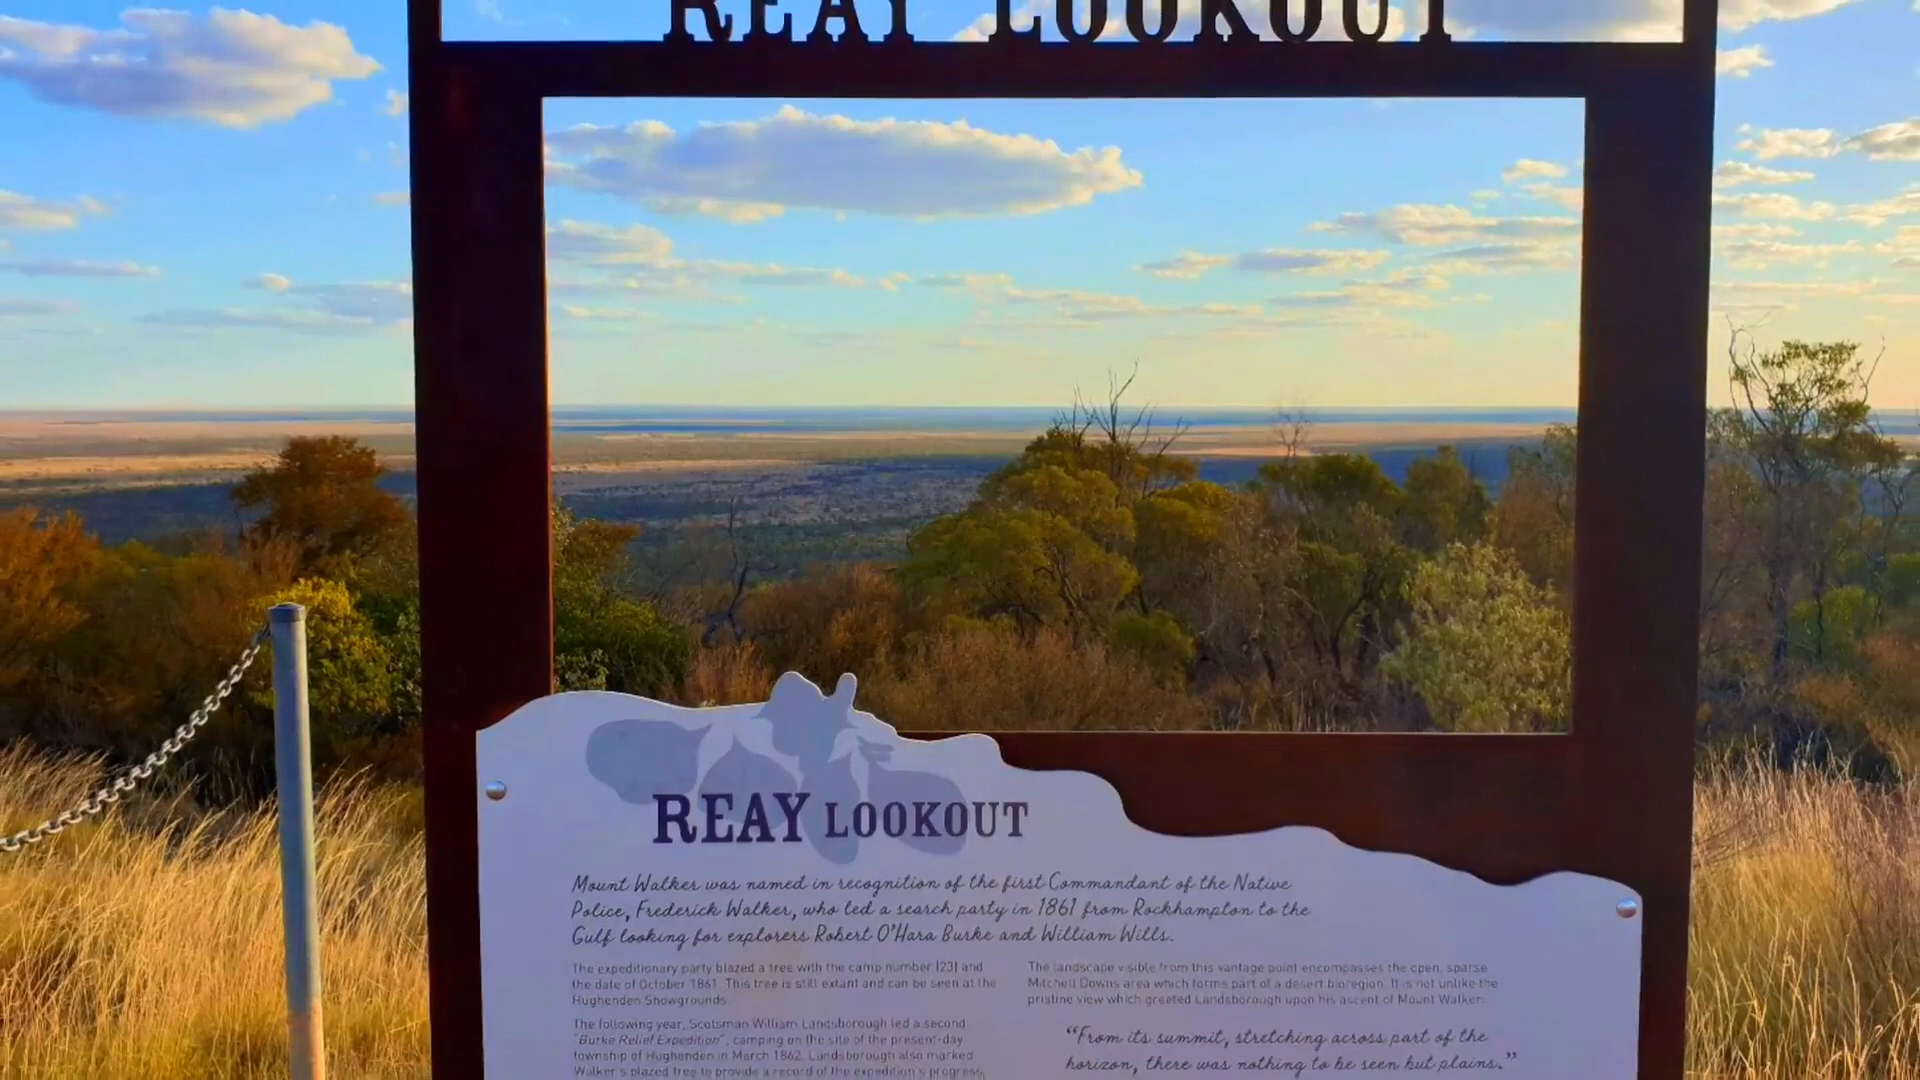 REAY LOOKOUT
REAY LOOKOUT
Mount Walker was named in recognition of the first Commandant of the Native
Police, Frederick Walker, who led a search party in 1861 from Rockhampton to the
Gulf looking for explorers Robert O'Hara Burke and William Wills.
The expeditionary party blazed a tree with the camp number (23) and
the date of October 1861. This tree is still extant and can be seen at the
Hughenden Showgrounds.
The following year, Scotsman William Landsborough led a second
"Burke Relief Expedition", camping on the site of the present-day
township of Hughenden in March 1862. Landsborough also marked
Walker's blazed tree to provide a record of the expedition's progress,
The landscape visible from this vantage point encompasses the open, sparse
Mitchell Downs area which forms part of a desert bioregion. It is not unlike the
pristine view which greeted Landsborough upon his ascent of Mount Walker:
"From its summit, stretching across part of the
horizon, there was nothing to be seen but plains."